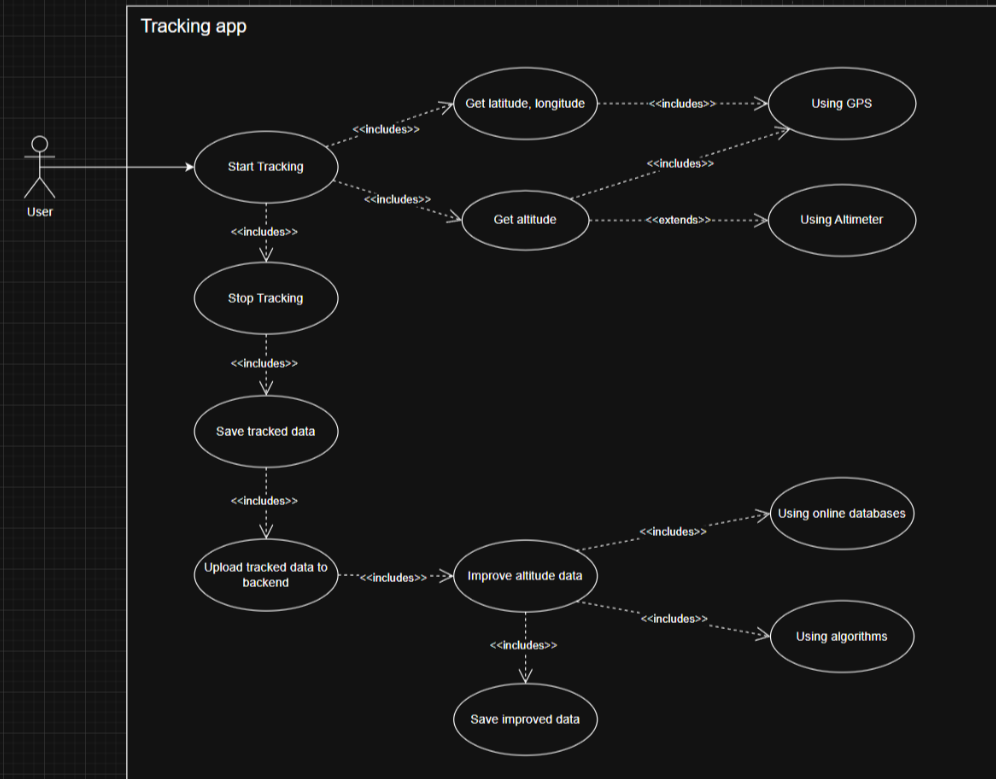 Tracking app
Get latitude, longitude
<<includes>>
Using GPS
<<includes>>
User
Start Tracking
<<includes>>
<<includes>>
Get altitude
<<extends>>
Using Altimeter
<<includes>>
Stop Tracking
<<includes>>
Save tracked data
<<includes>>
Upload tracked data to
backend
<<includes>>
Improve altitude data
<<includes>>
Using online databases
<<includes>>
Using algorithms
<<includes>>
Save improved data